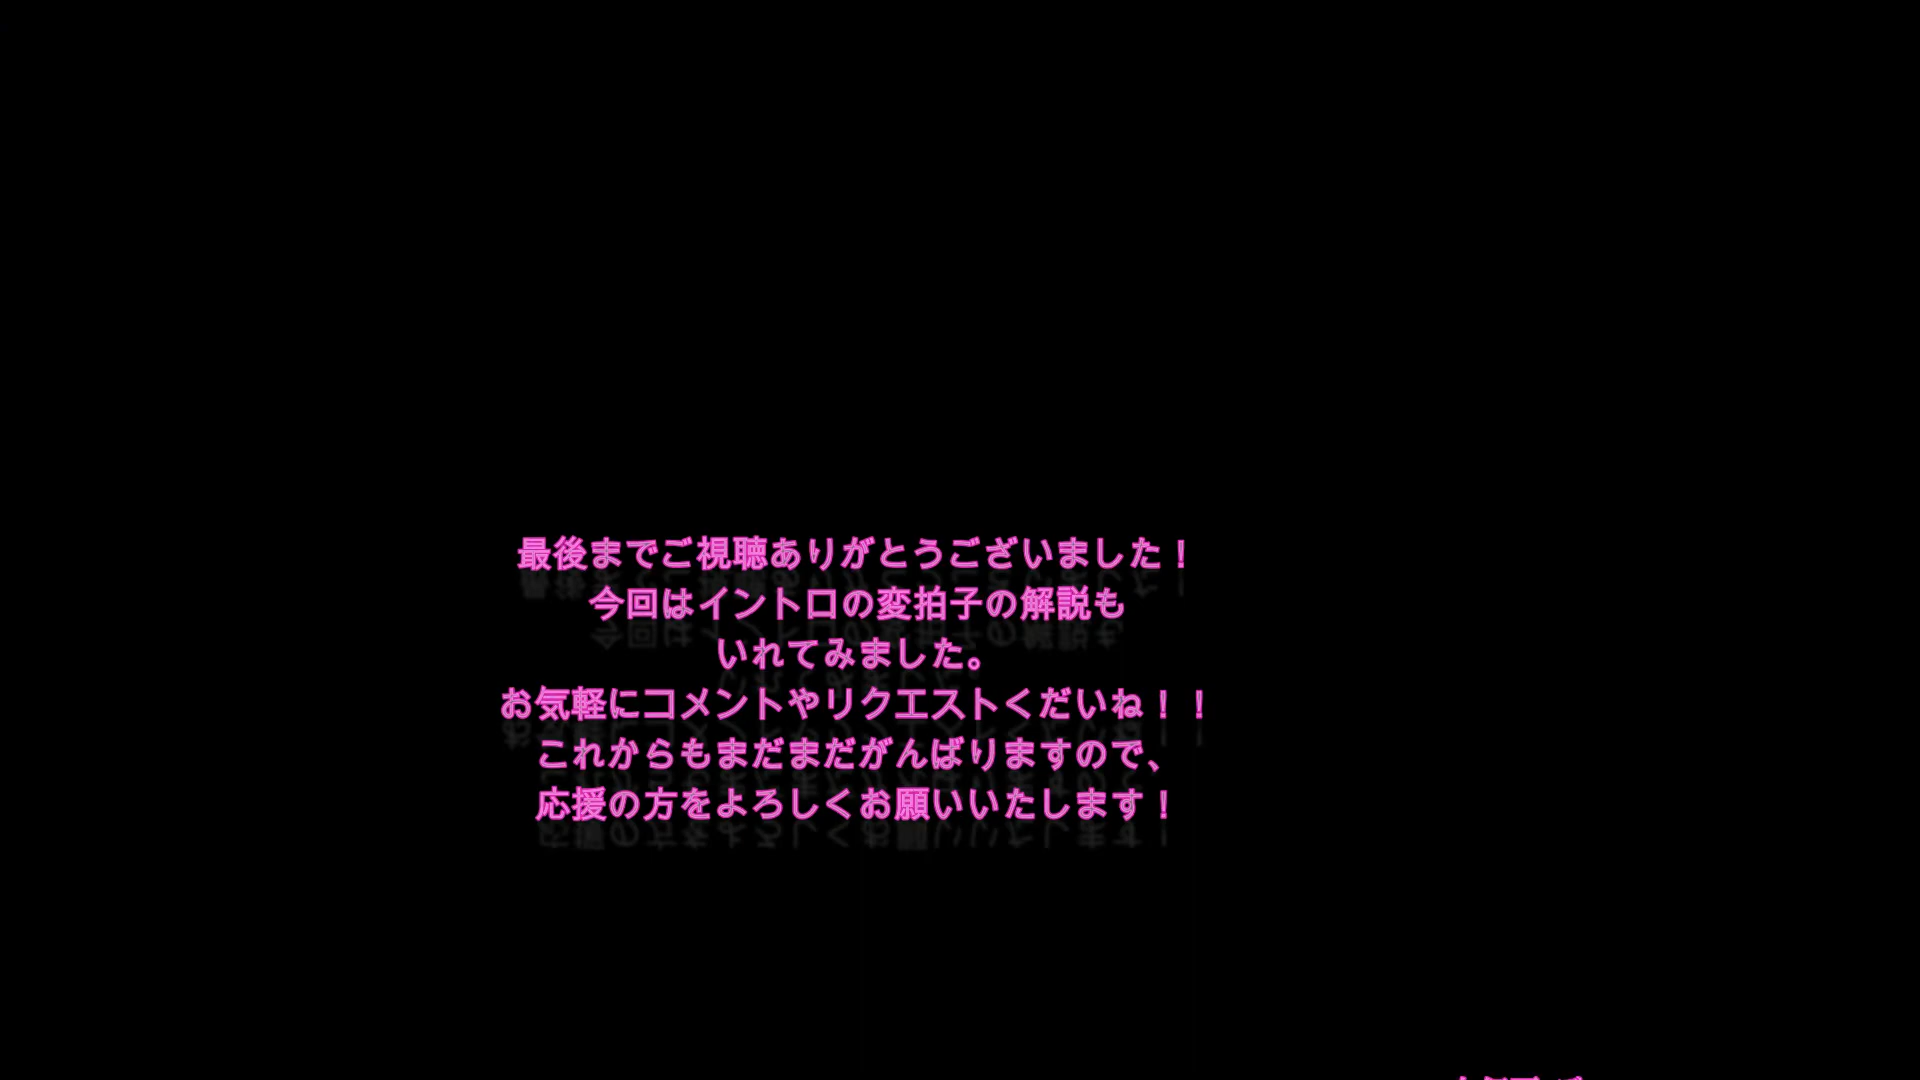 最後までご視聴ありがとうございました！
今回はイントロの変拍子の解説も
いれてみました。
お気軽にコメントやリクエストくだいね！！
これからもまだまだがんばりますので、
応援の方をよろしくお願いいたします！